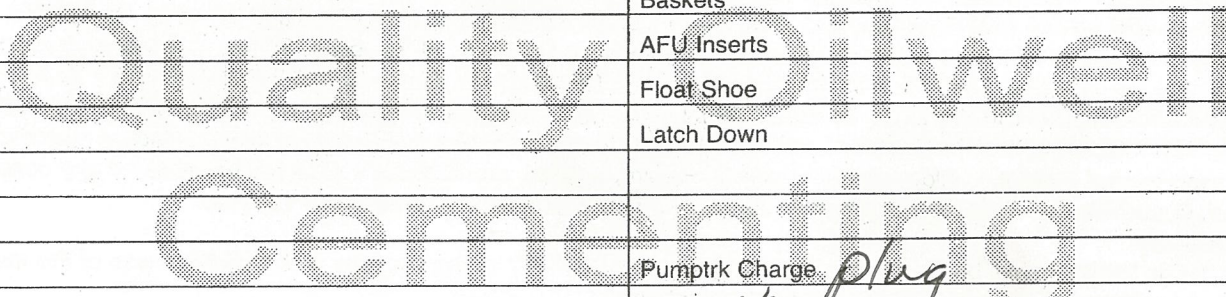 Baskets
Quality Oilwell
AFU Inserts
Float Shoe
Latch Down
Cementing
Pumptrk Charge plug